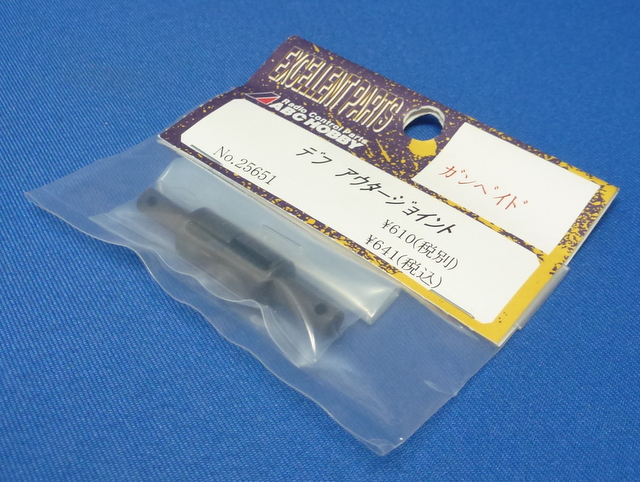 EXCELLENT PARTS
Radio Control Parts
ABC HOBBY
ガンベイド
No.25651
デフ アウタージョイント
¥610(税別)
¥641(税込)